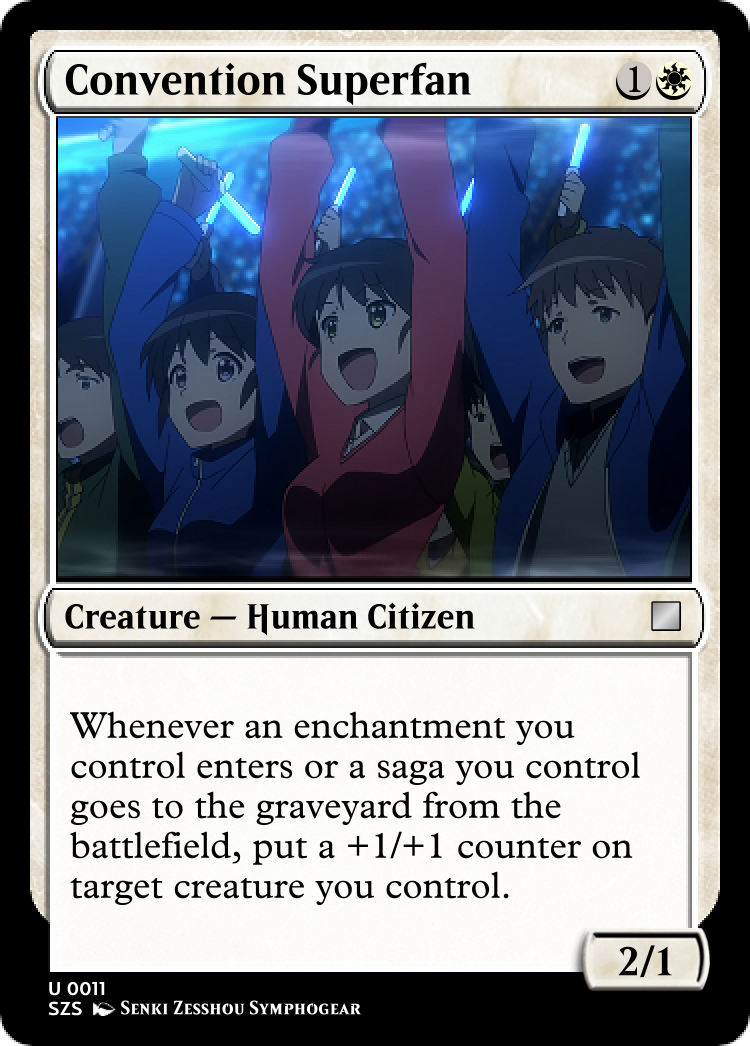 Convention Superfan 1
Creature — Human Citizen
Whenever an enchantment you
control enters or a saga you control
goes to the graveyard from the
battlefield, put a +1/+1 counter on
target creature you control.
2/1
U 0011
SZS Senki Zesshou Symphogear